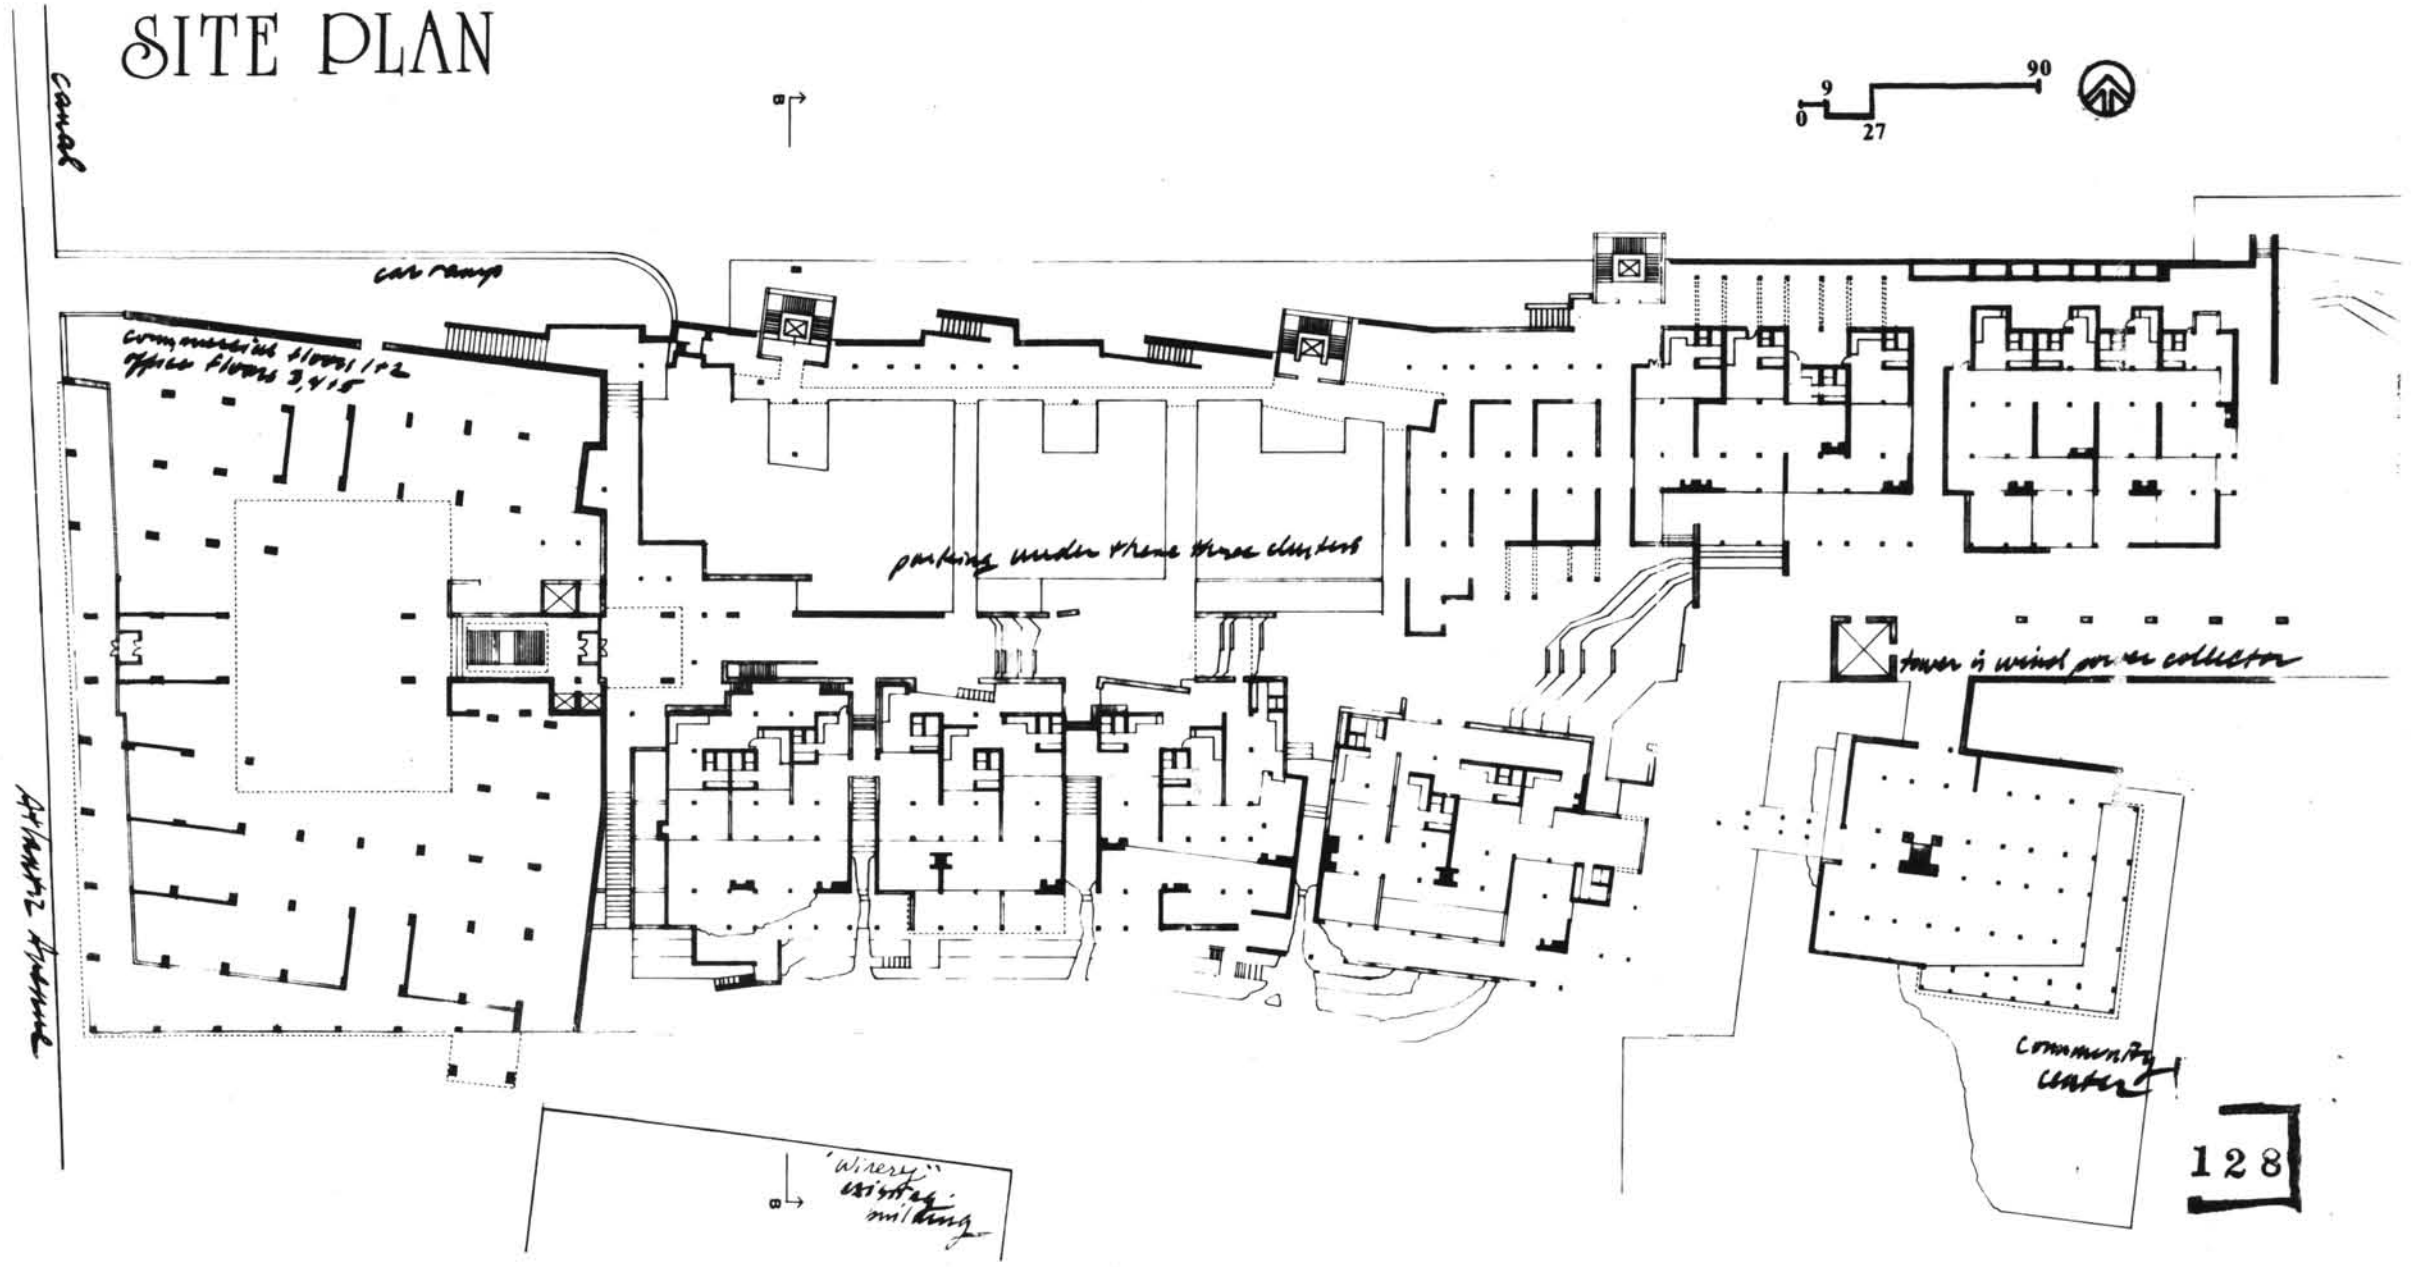 SITE PLAN
canal
B
0
9
27
90
car ramp
commercial floors 1+2
office floors 3,4+5
parking under these three clusters
tower is wind power collector
Atlantic Avenue
community
center
"Winery"
existing
building
B
128